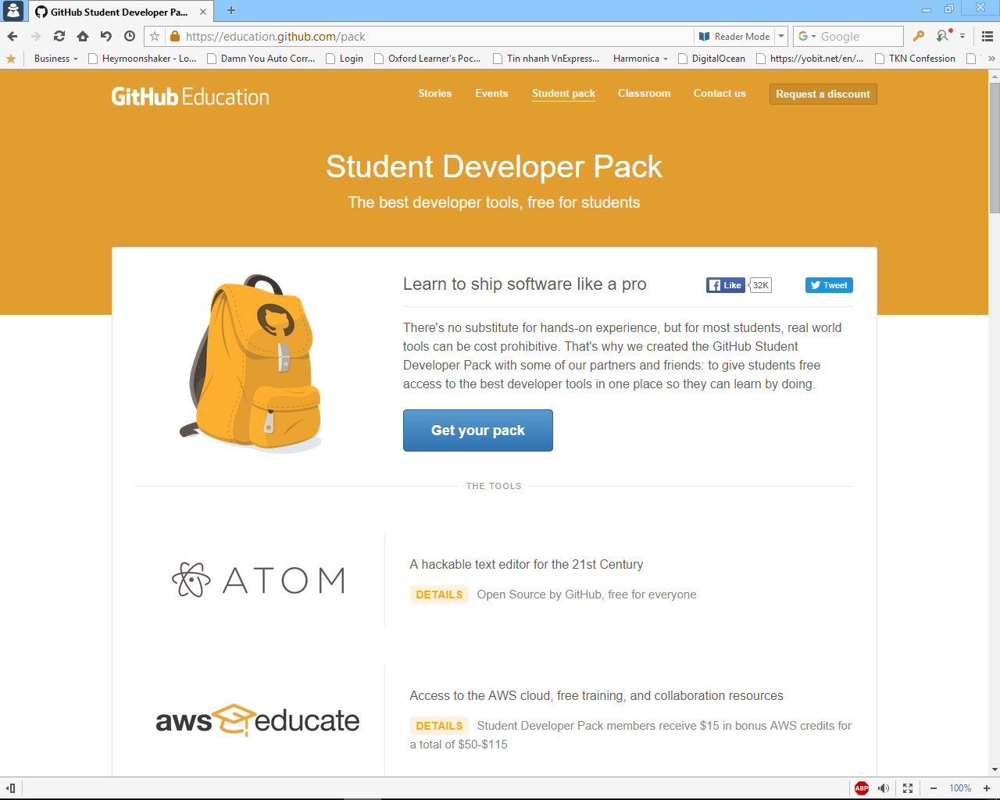 GitHub Student Developer Pa...
https://education.github.com/pack
Reader Mode
Google
Business
Heymoonshaker - Lo...
Damn You Auto Corr...
Login
Oxford Learner's Poc...
Tin nhanh VnExpress...
Harmonica
DigitalOcean
https://yobit.net/en/...
TKN Confession
GitHub Education
Stories
Events
Student pack
Classroom
Contact us
Request a discount
Student Developer Pack
The best developer tools, free for students
Learn to ship software like a pro
Like
32K
Tweet
There's no substitute for hands-on experience, but for most students, real world
tools can be cost prohibitive. That's why we created the GitHub Student
Developer Pack with some of our partners and friends: to give students free
access to the best developer tools in one place so they can learn by doing.
Get your pack
THE TOOLS
ATOM
A hackable text editor for the 21st Century
DETAILS Open Source by GitHub, free for everyone
aws educate
Access to the AWS cloud, free training, and collaboration resources
DETAILS Student Developer Pack members receive $15 in bonus AWS credits for
a total of $50-$115
ABP
100%